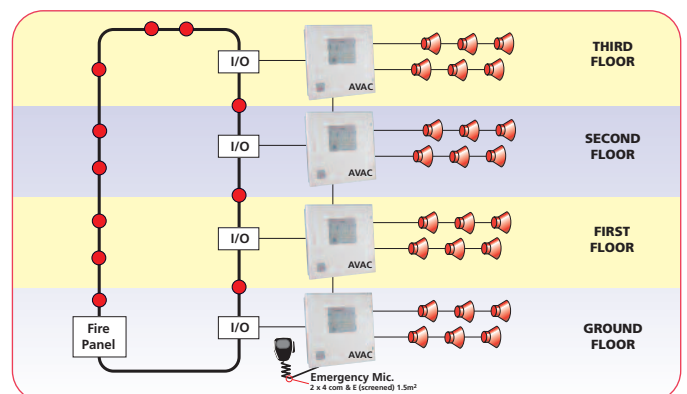 I/O
AVAC
THIRD
FLOOR
I/O
AVAC
SECOND
FLOOR
I/O
AVAC
FIRST
FLOOR
Fire
Panel
I/O
AVAC
GROUND
FLOOR
Emergency Mic.
2 x 4 com & E (screened) 1.5m²